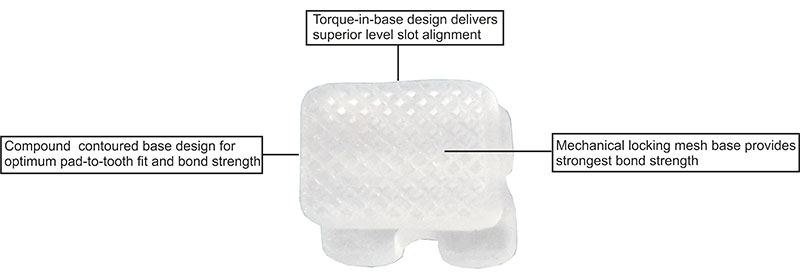 Torque-in-base design delivers
superior level slot alignment
Compound contoured base design for
optimum pad-to-tooth fit and bond strength
Mechanical locking mesh base provides
strongest bond strength